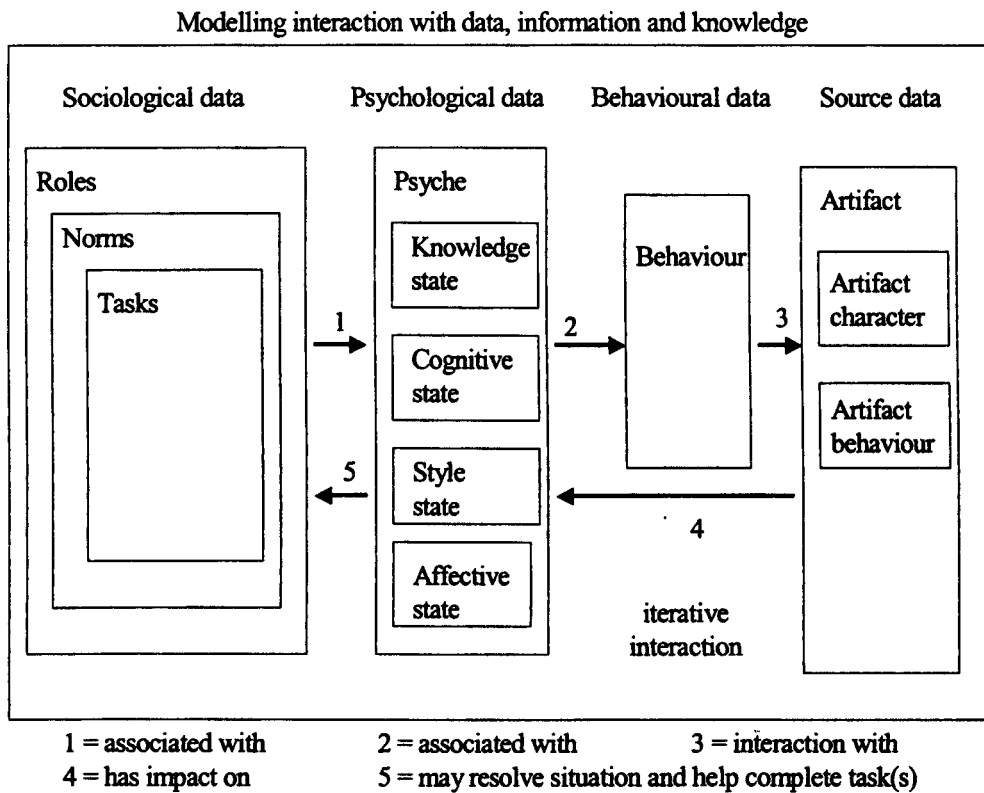 Modelling interaction with data, information and knowledge
Sociological data
Psychological data
Behavioural data
Source data
Roles
Norms
Tasks
1
5
Psyche
Knowledge
state
Cognitive
state
Style
state
Affective
state
2
Behaviour
3
4
iterative
interaction
Artifact
Artifact
character
Artifact
behaviour
1 = associated with
2 = associated with
3 = interaction with
4 = has impact on
5 = may resolve situation and help complete task(s)